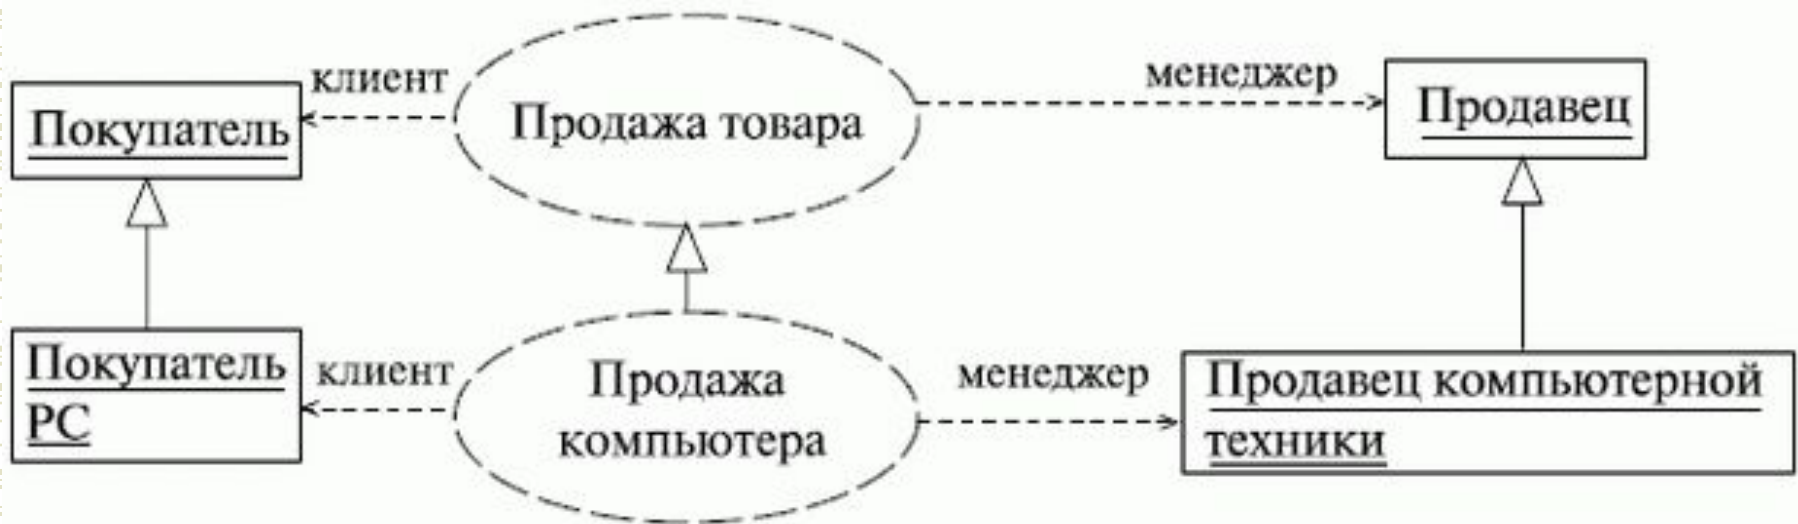 клиент
менеджер
Покупатель
Продажа товара
Продавец
Покупатель
PC
клиент
Продажа
компьютера
менеджер
Продавец компьютерной
техники